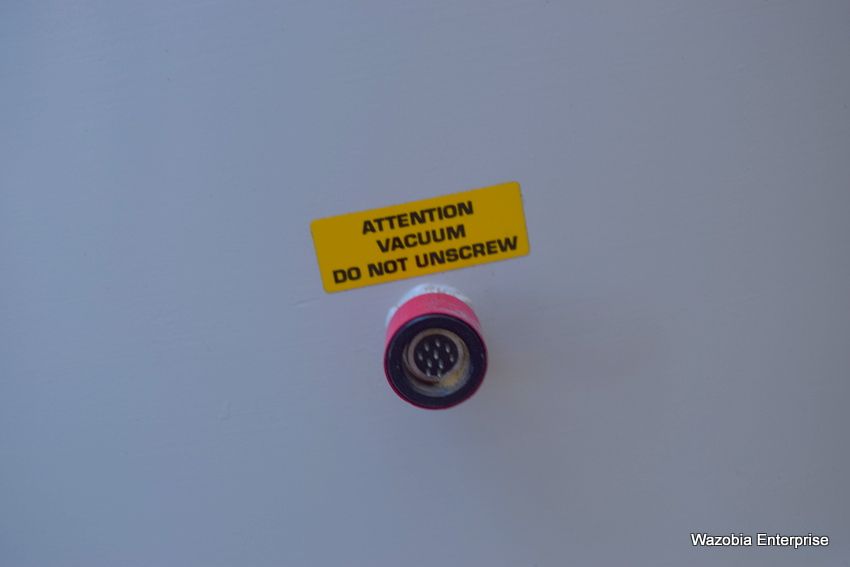 ATTENTION
VACUUM
DO NOT UNSCREW
Wazobia Enterprise